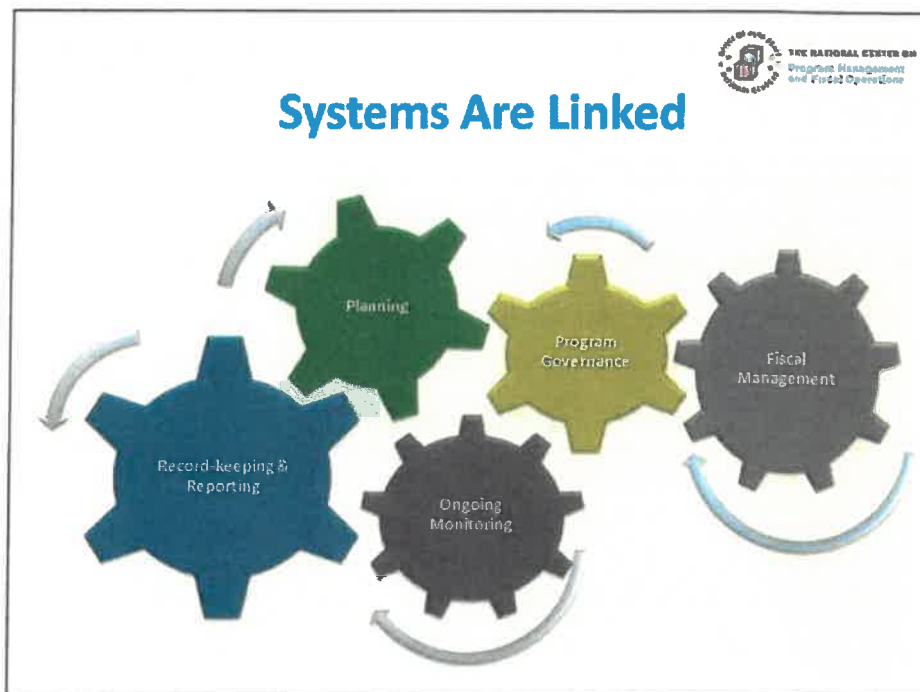 THE NATIONAL CENTER ON
Program Management
and Fiscal Operations
Systems Are Linked
Planning
Program
Governance
Fiscal
Management
Record-keeping &
Reporting
Ongoing
Monitoring